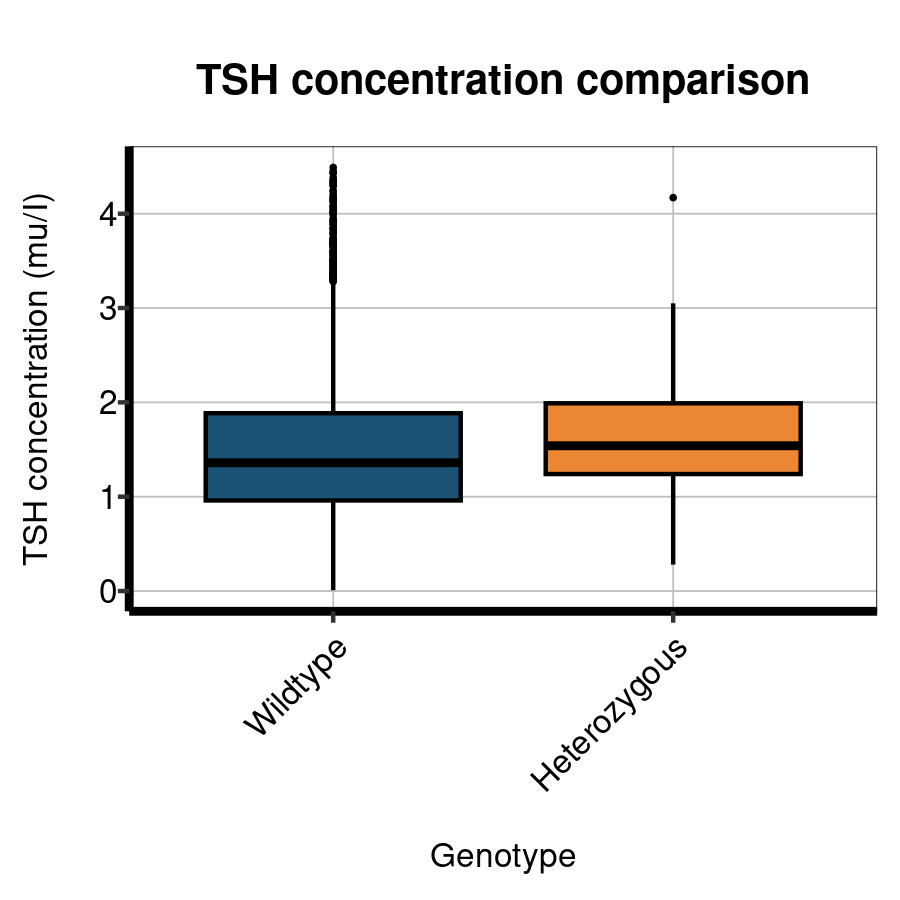 TSH concentration comparison
TSH concentration (mu/l)
4
3
2
1
0
Wildtype
Heterozygous
Genotype